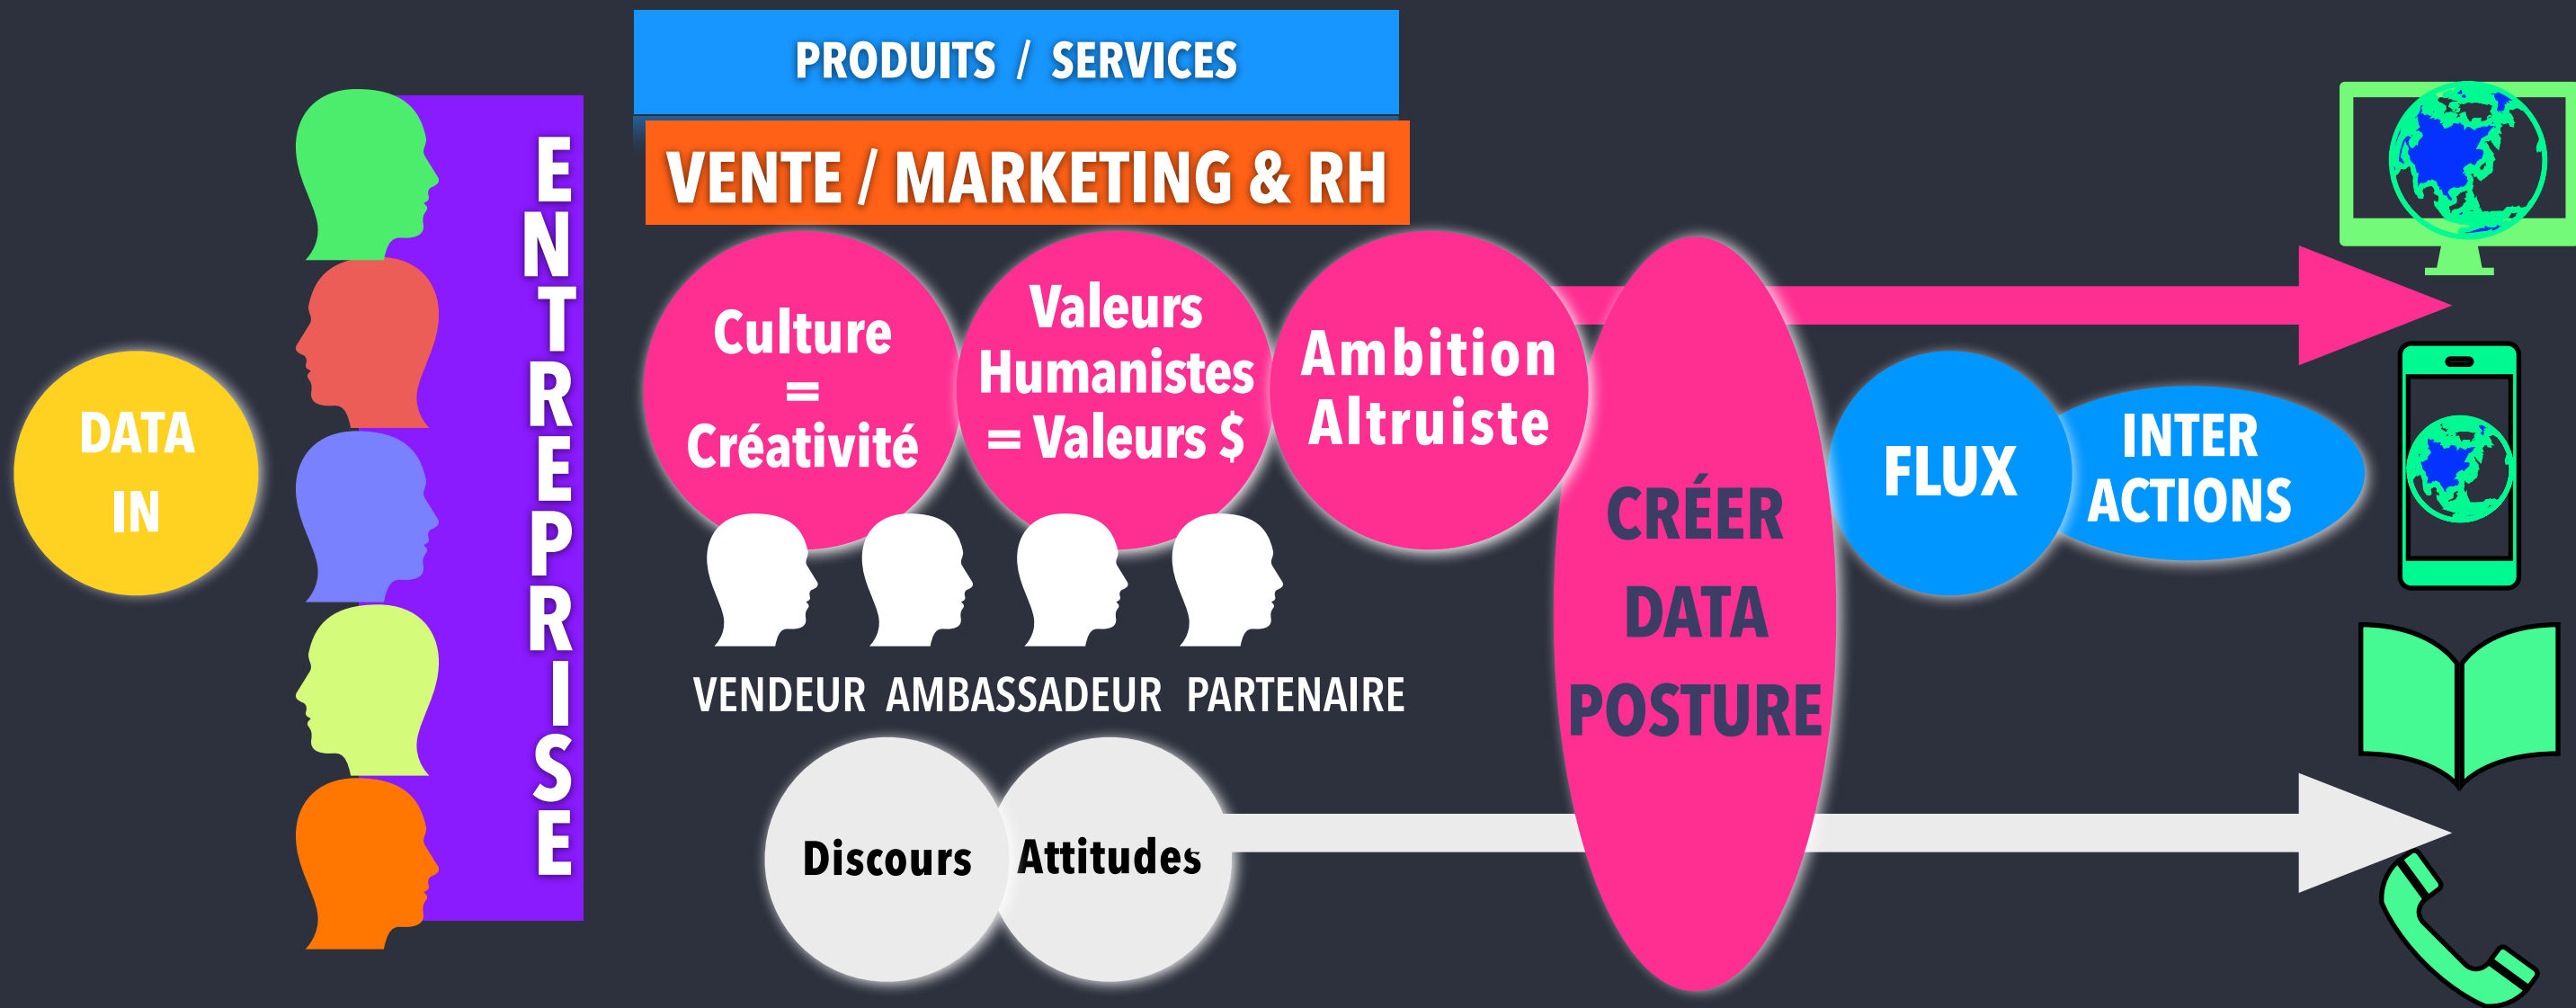 DATA
IN
ENTREPRISE
PRODUITS / SERVICES
VENTE / MARKETING & RH
Culture
=
Créativité
Valeurs
Humanistes
= Valeurs $
Ambition
Altruiste
VENDEUR AMBASSADEUR PARTENAIRE
Discours
Attitudes
CRÉER
DATA
POSTURE
FLUX
INTER
ACTIONS